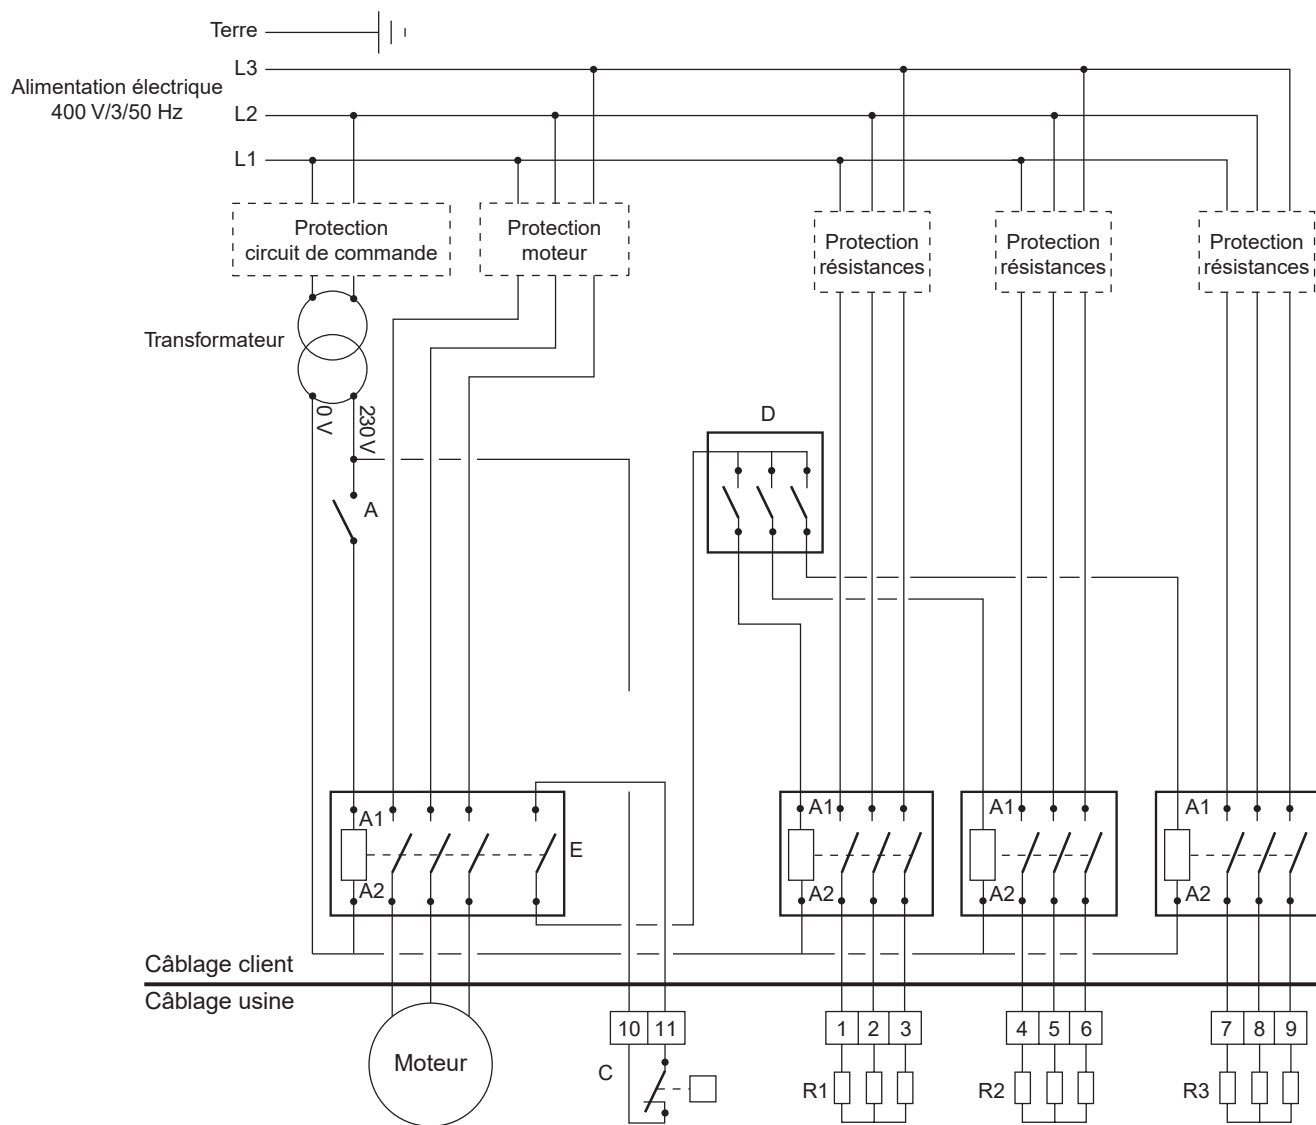 Terre
L3
Alimentation électrique
400 V/3/50 Hz
L2
L1
Protection
circuit de commande
Protection
moteur
Protection
résistances
Protection
résistances
Protection
résistances
Transformateur
0 V
230 V
D
A
A1
A2
E
A1
A2
A1
A2
A1
A2
Câblage client
Câblage usine
Moteur
10 11
1 2 3
4 5 6
7 8 9
C
R1
R2
R3